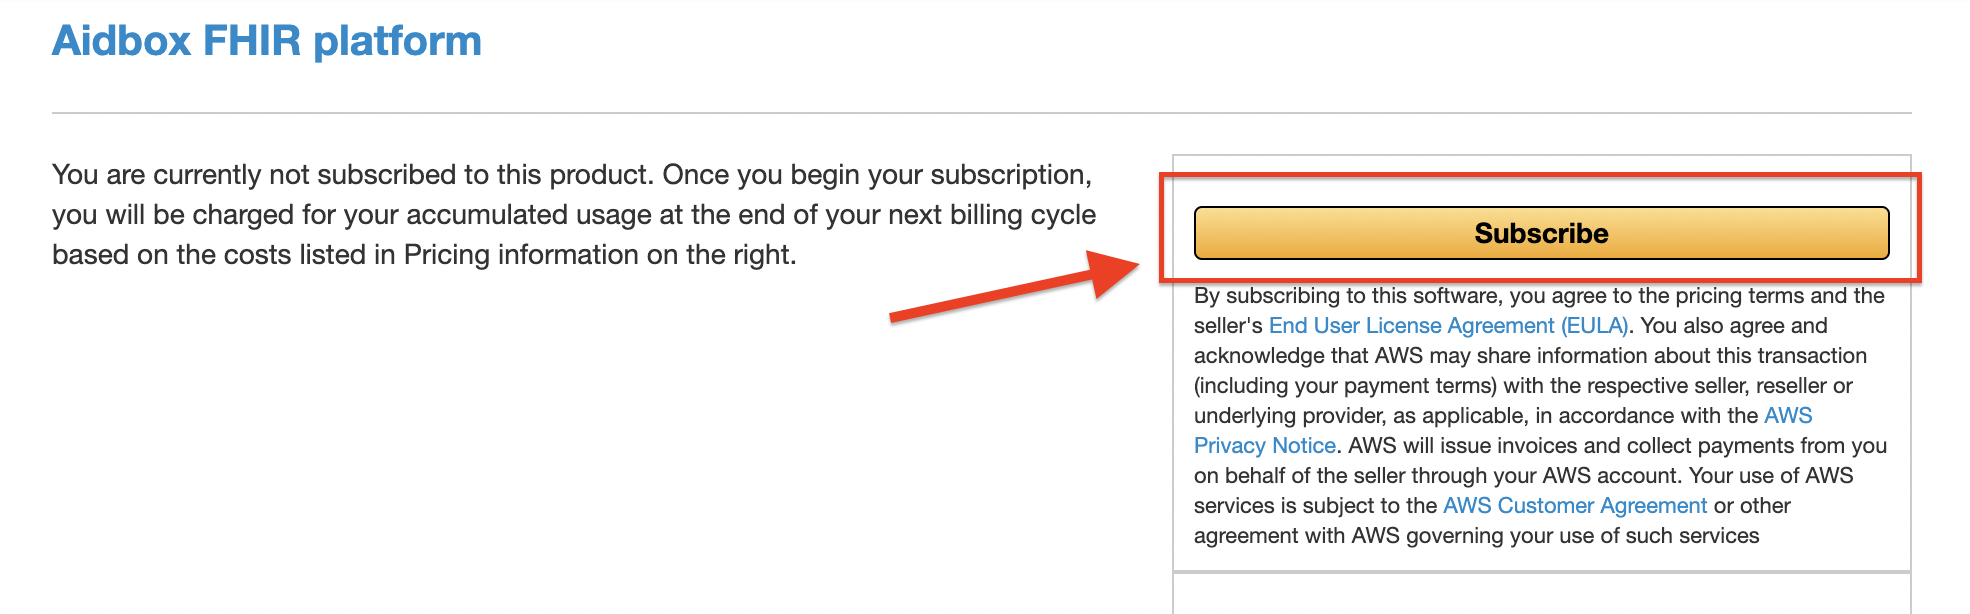 Aidbox FHIR platform
You are currently not subscribed to this product. Once you begin your subscription,
you will be charged for your accumulated usage at the end of your next billing cycle
based on the costs listed in Pricing information on the right.
Subscribe
By subscribing to this software, you agree to the pricing terms and the
seller's End User License Agreement (EULA). You also agree and
acknowledge that AWS may share information about this transaction
(including your payment terms) with the respective seller, reseller or
underlying provider, as applicable, in accordance with the AWS
Privacy Notice. AWS will issue invoices and collect payments from you
on behalf of the seller through your AWS account. Your use of AWS
services is subject to the AWS Customer Agreement or other
agreement with AWS governing your use of such services